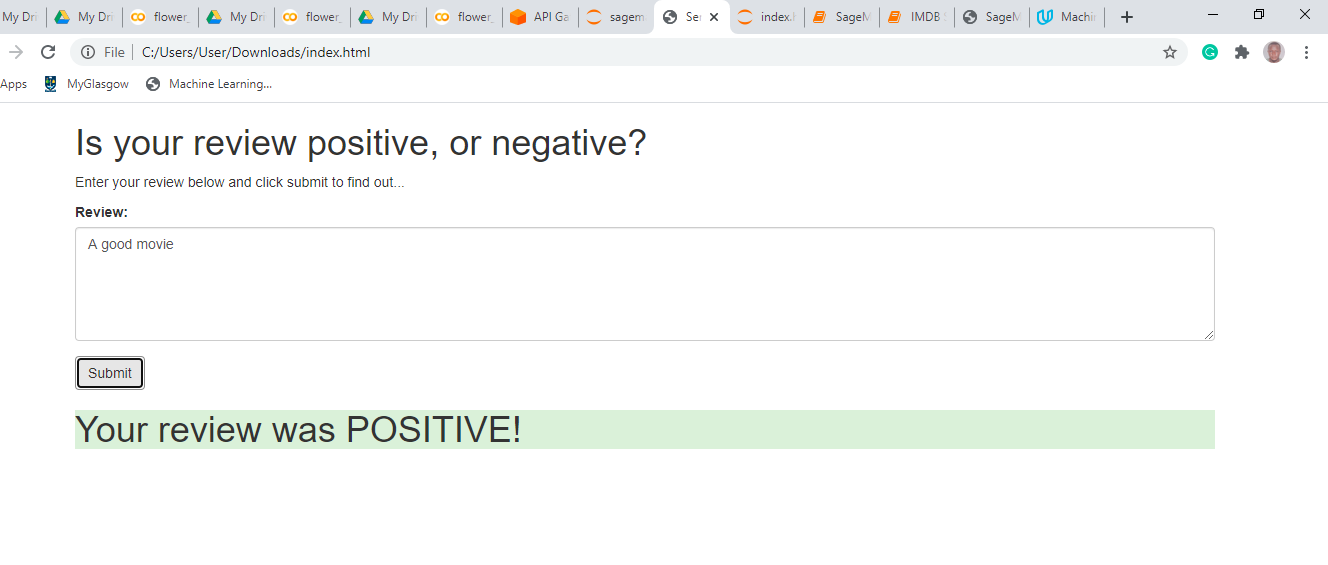 My Dri My Dri flower_ My Dri flower_ My Dri flower_ API Ga sagem Ser index.h SageM IMDB S SageM Machin
File C:/Users/User/Downloads/index.html
Apps MyGlasgow Machine Learning...
Is your review positive, or negative?
Enter your review below and click submit to find out...
Review:
A good movie
Submit
Your review was POSITIVE!